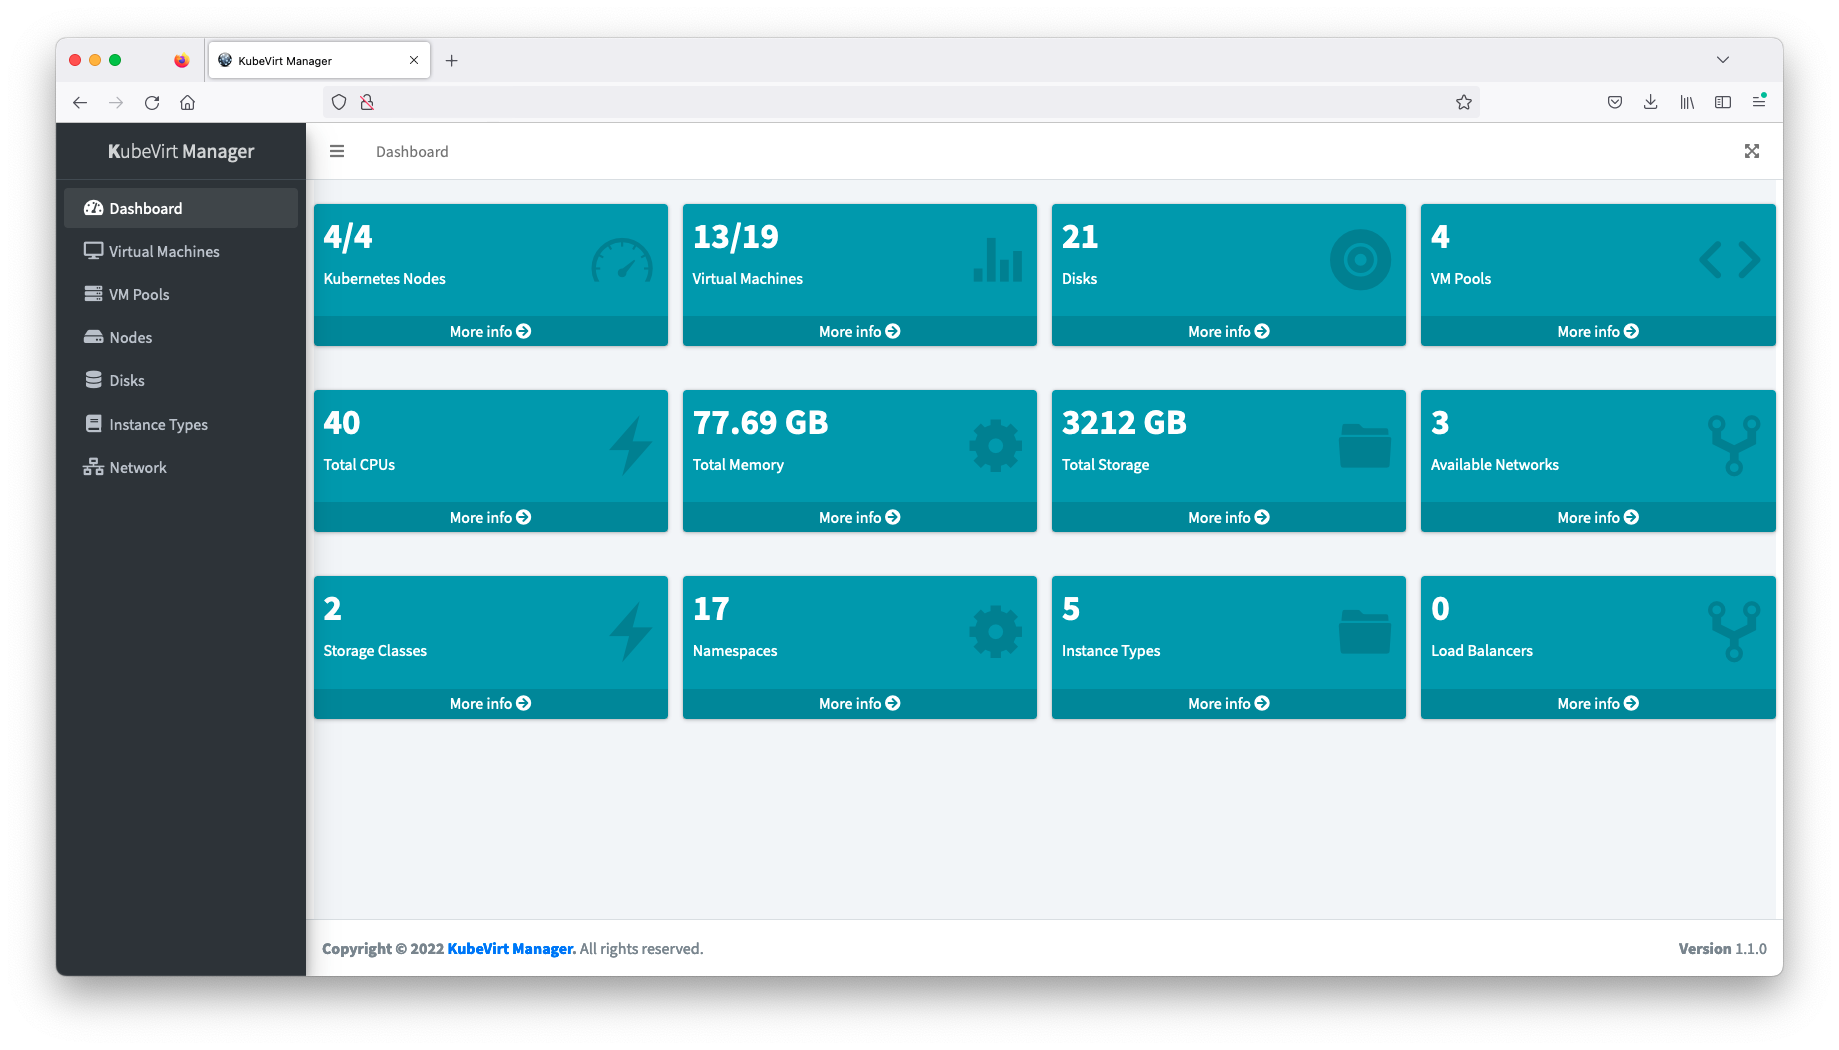 KubeVirt Manager
KubeVirt Manager
Dashboard
Dashboard
Virtual Machines
VM Pools
Nodes
Disks
Instance Types
Network
4/4
Kubernetes Nodes
More info
13/19
Virtual Machines
More info
21
Disks
More info
4
VM Pools
More info
40
Total CPUs
More info
77.69 GB
Total Memory
More info
3212 GB
Total Storage
More info
3
Available Networks
More info
2
Storage Classes
More info
17
Namespaces
More info
5
Instance Types
More info
0
Load Balancers
More info
Copyright © 2022 KubeVirt Manager. All rights reserved.
Version 1.1.0